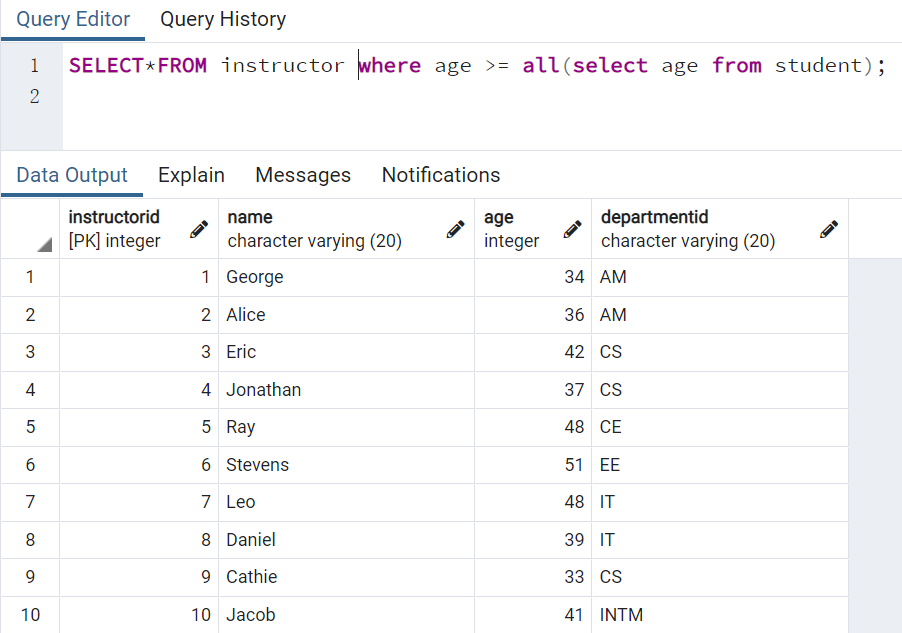 Query Editor Query History
1 SELECT*FROM instructor where age >= all(select age from student);
2
Data Output Explain Messages Notifications
instructorid name age departmentid
[PK] integer character varying (20) integer character varying (20)
1 1 George 34 AM
2 2 Alice 36 AM
3 3 Eric 42 CS
4 4 Jonathan 37 CS
5 5 Ray 48 CE
6 6 Stevens 51 EE
7 7 Leo 48 IT
8 8 Daniel 39 IT
9 9 Cathie 33 CS
10 10 Jacob 41 INTM